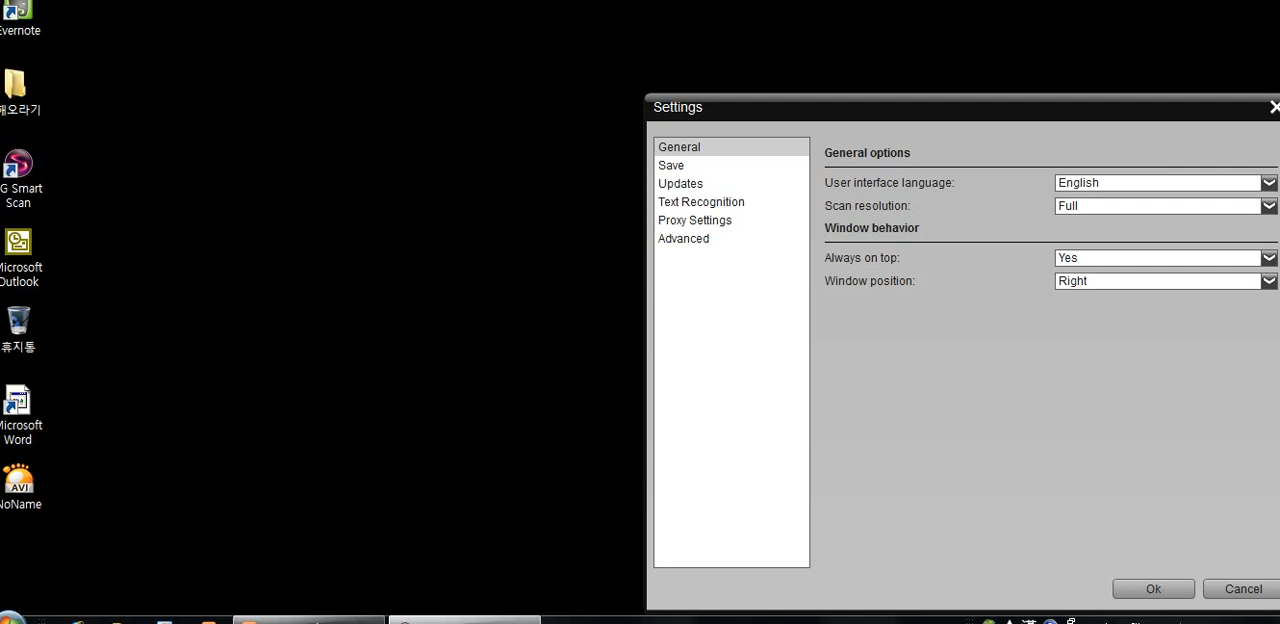 Evernote
해오라기
G Smart
Scan
Microsoft
Outlook
휴지통
Microsoft
Word
AVI
NoName
Settings
General
Save
Updates
Text Recognition
Proxy Settings
Advanced
General options
User interface language: English
Scan resolution: Full
Window behavior
Always on top: Yes
Window position: Right
Ok Cancel